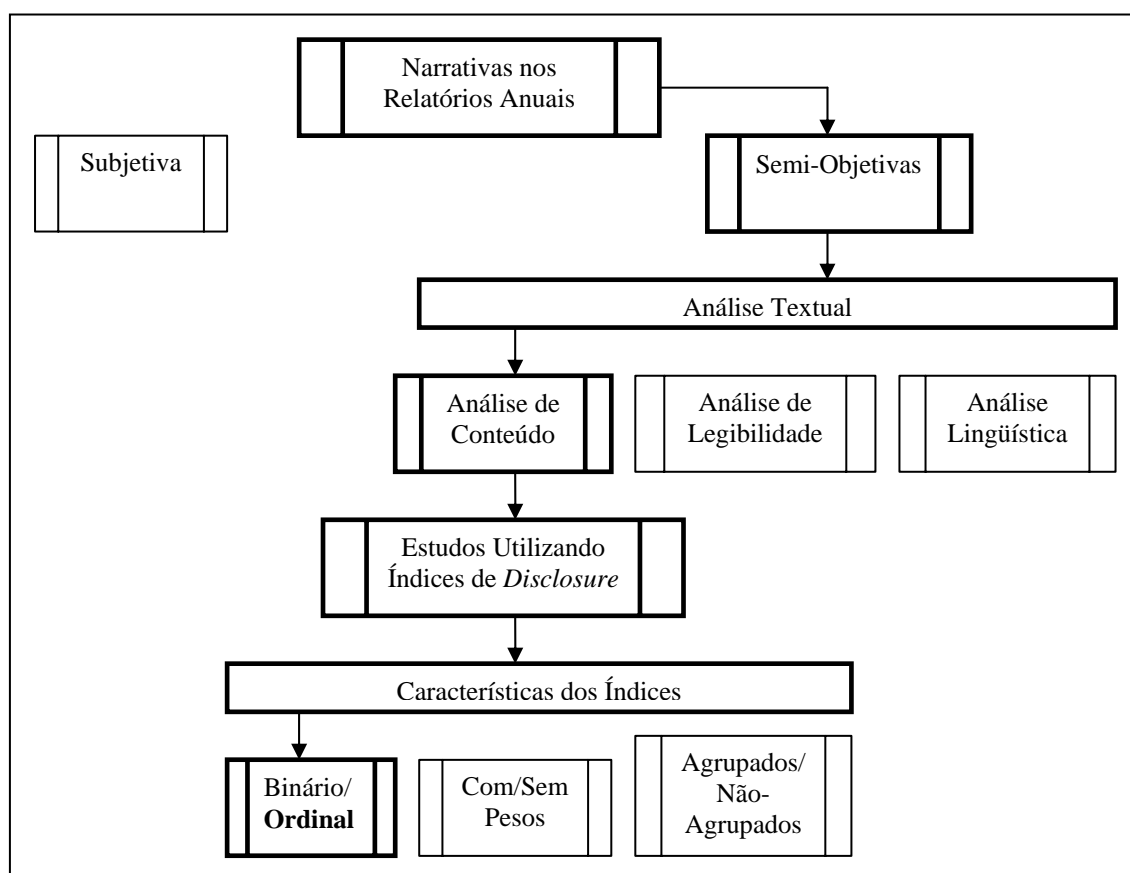 Narrativas nos
Relatórios Anuais
Subjetiva
Semi-Objetivas
Análise Textual
Análise de
Conteúdo
Análise de
Legibilidade
Análise
Lingüística
Estudos Utilizando
Índices de Disclosure
Características dos Índices
Binário/
Ordinal
Com/Sem
Pesos
Agrupados/
Não-
Agrupados